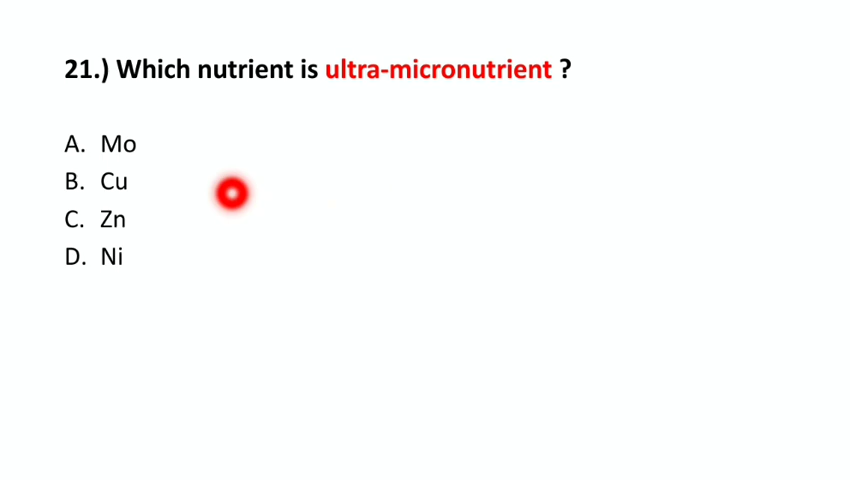 21.) Which nutrient is ultra-micronutrient ?
A. Mo
B. Cu
C. Zn
D. Ni